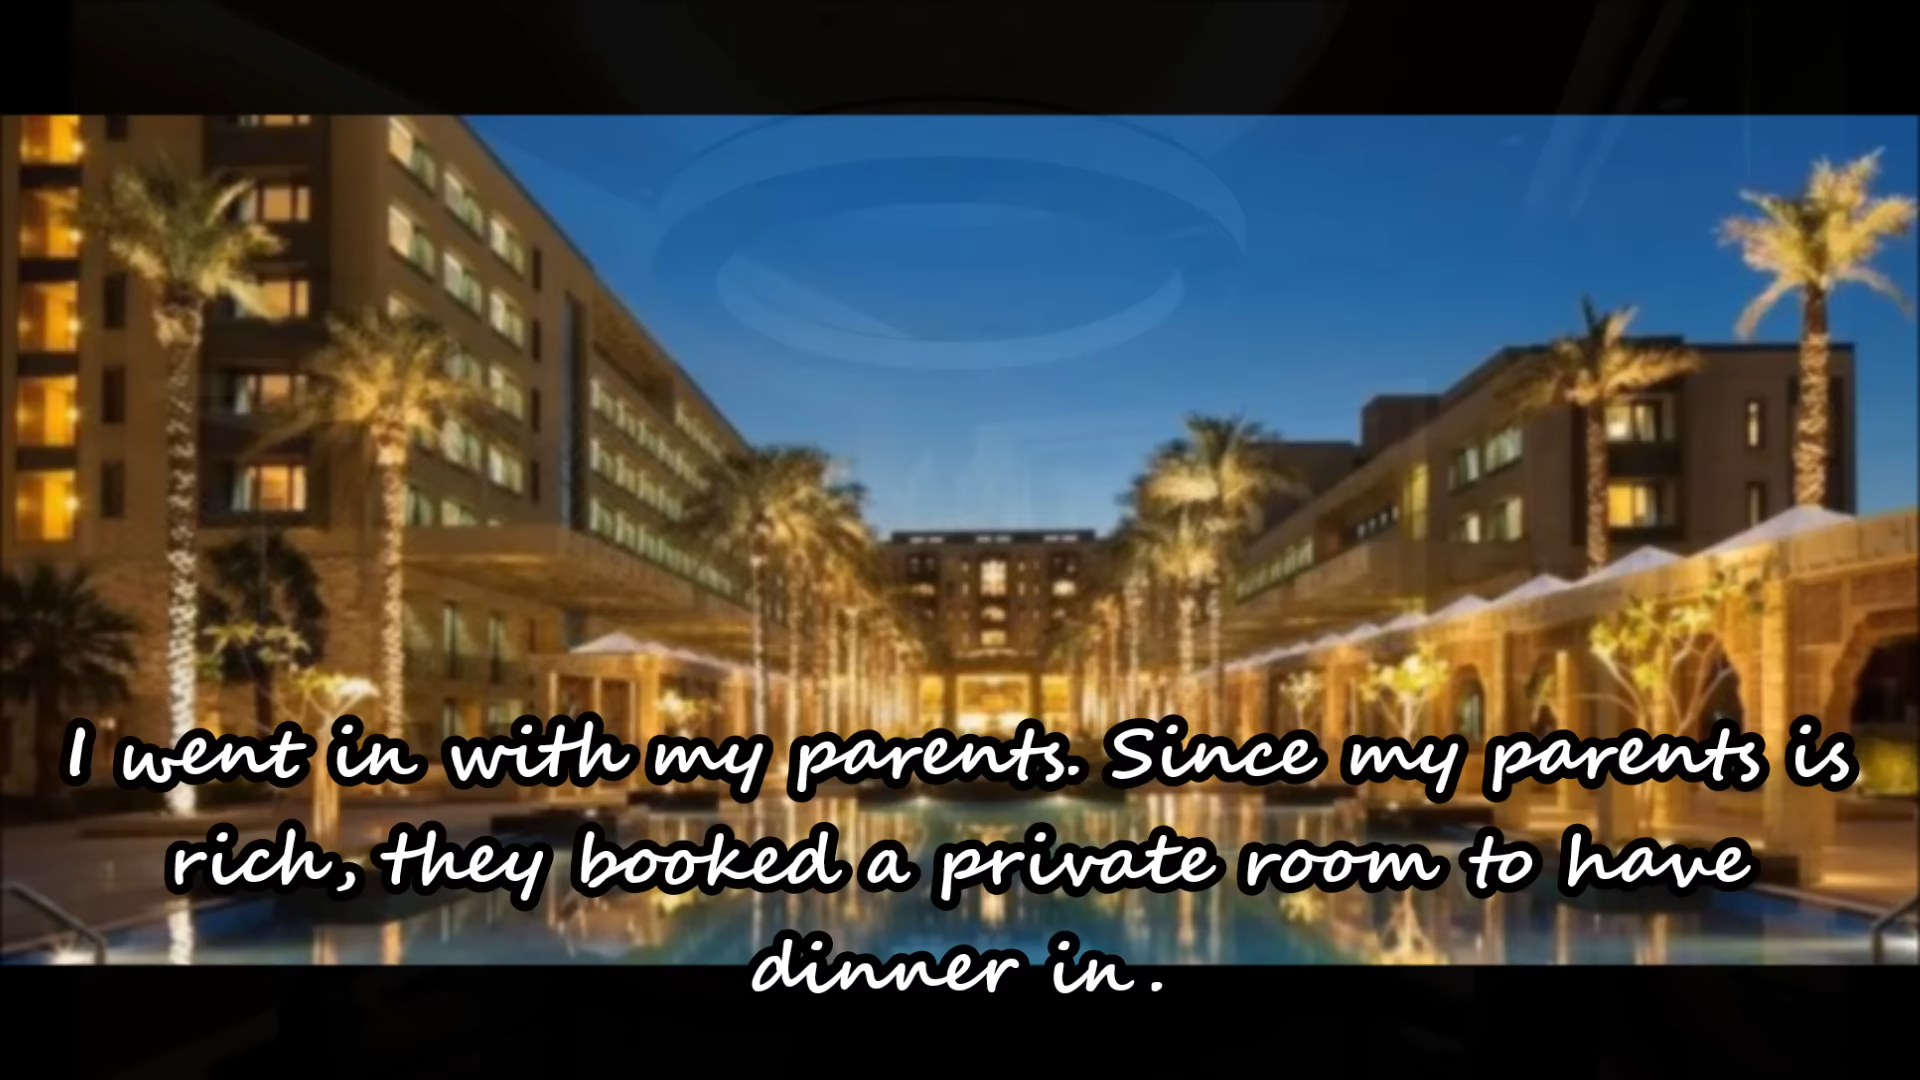 I went in with my parents. Since my parents is
rich, they booked a private room to have
dinner in.